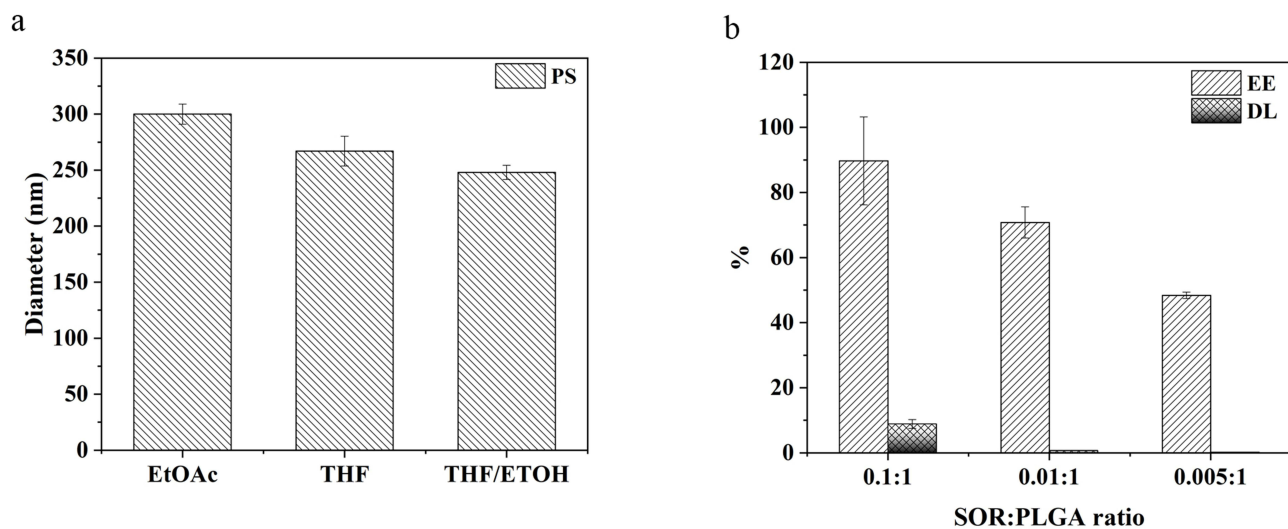 a
350
300
250
200
150
100
50
0
Diameter (nm)
PS
EtOAc
THF
THF/ETOH
b
120
100
80
60
40
20
0
%
EE
DL
0.1:1
0.01:1
0.005:1
SOR:PLGA ratio